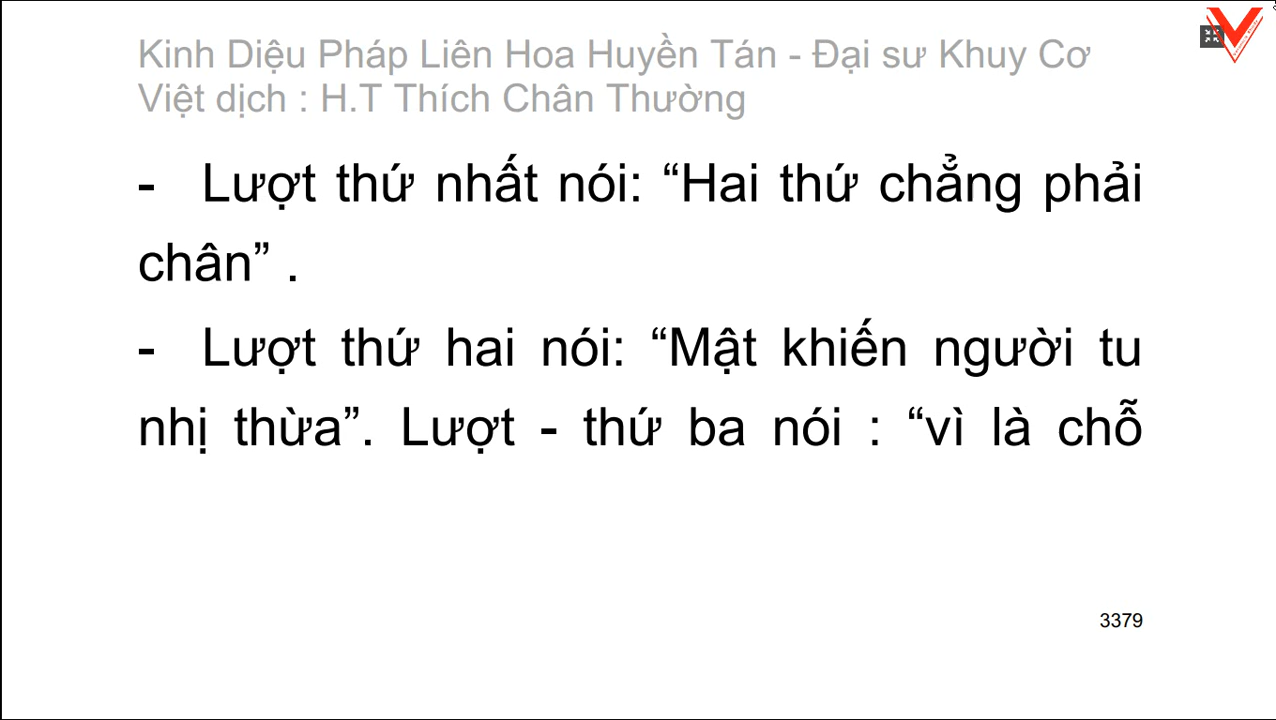 Kinh Diệu Pháp Liên Hoa Huyền Tán - Đại sư Khuy Cơ
Việt dịch : H.T Thích Chân Thường
- Lượt thứ nhất nói: “Hai thứ chẳng phải
chân” .
- Lượt thứ hai nói: “Mật khiến người tu
nhị thừa”. Lượt - thứ ba nói : “vì là chỗ
3379